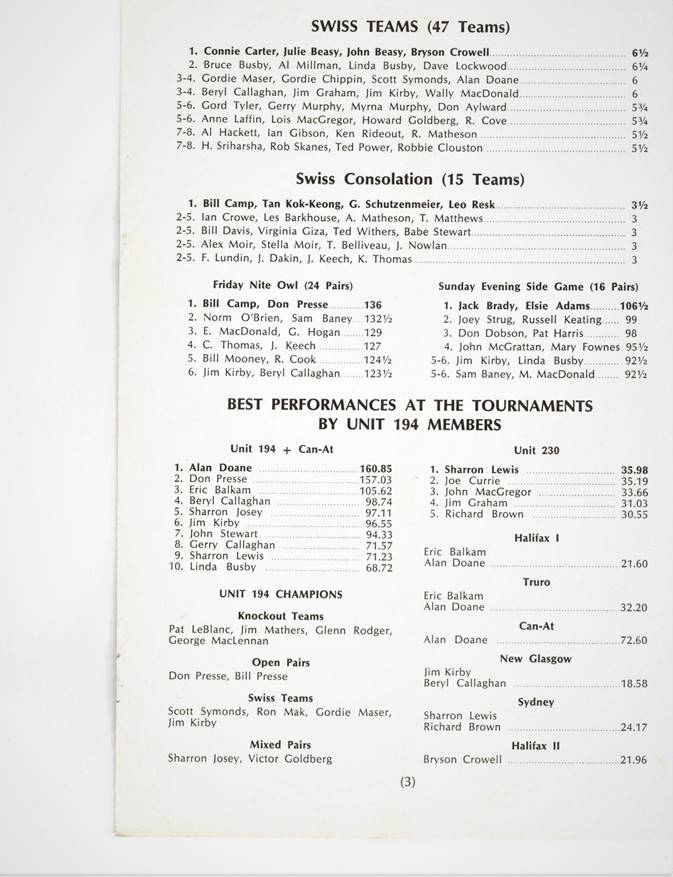 SWISS TEAMS (47 Teams)
1. Connie Carter, Julie Beasy, John Beasy, Bryson Crowell 6½
2. Bruce Busby, Al Millman, Linda Busby, Dave Lockwood 6¼
3-4. Gordie Maser, Gordie Chippin, Scott Symonds, Alan Doane 6
3-4. Beryl Callaghan, Jim Graham, Jim Kirby, Wally MacDonald 6
5-6. Gord Tyler, Gerry Murphy, Myrna Murphy, Don Aylward 5¾
5-6. Anne Laffin, Lois MacGregor, Howard Goldberg, R. Cove 5¾
7-8. Al Hackett, Ian Gibson, Ken Rideout, R. Matheson 5½
7-8. H. Sriharsha, Rob Skanes, Ted Power, Robbie Clouston 5½
Swiss Consolation (15 Teams)
1. Bill Camp, Tan Kok-Keong, G. Schutzenmeier, Leo Resk 3½
2-5. Ian Crowe, Les Barkhouse, A. Matheson, T. Matthews 3
2-5. Bill Davis, Virginia Giza, Ted Withers, Babe Stewart 3
2-5. Alex Moir, Stella Moir, T. Belliveau, J. Nowlan 3
2-5. F. Lundin, J. Dakin, J. Keech, K. Thomas 3
Friday Nite Owl (24 Pairs)
1. Bill Camp, Don Presse 136
2. Norm O'Brien, Sam Baney 132½
3. E. MacDonald, G. Hogan 129
4. C. Thomas, J. Keech 127
5. Bill Mooney, R. Cook 124½
6. Jim Kirby, Beryl Callaghan 123½
Sunday Evening Side Game (16 Pairs)
1. Jack Brady, Elsie Adams 106½
2. Joey Strug, Russell Keating 99
3. Don Dobson, Pat Harris 98
4. John McGrattan, Mary Fownes 95½
5-6. Jim Kirby, Linda Busby 92½
5-6. Sam Baney, M. MacDonald 92½
BEST PERFORMANCES AT THE TOURNAMENTS
BY UNIT 194 MEMBERS
Unit 194 + Can-At
1. Alan Doane 160.85
2. Don Presse 157.03
3. Eric Balkam 105.62
4. Beryl Callaghan 98.74
5. Sharron Josey 97.11
6. Jim Kirby 96.55
7. John Stewart 94.33
8. Gerry Callaghan 71.57
9. Sharron Lewis 71.23
10. Linda Busby 68.72
UNIT 194 CHAMPIONS
Knockout Teams
Pat LeBlanc, Jim Mathers, Glenn Rodger,
George MacLennan
Open Pairs
Don Presse, Bill Presse
Swiss Teams
Scott Symonds, Ron Mak, Gordie Maser,
Jim Kirby
Mixed Pairs
Sharron Josey, Victor Goldberg
Unit 230
1. Sharron Lewis 35.98
2. Joe Currie 35.19
3. John MacGregor 33.66
4. Jim Graham 31.03
5. Richard Brown 30.55
Halifax I
Eric Balkam
Alan Doane 21.60
Truro
Eric Balkam
Alan Doane 32.20
Can-At
Alan Doane 72.60
New Glasgow
Jim Kirby
Beryl Callaghan 18.58
Sydney
Sharron Lewis
Richard Brown 24.17
Halifax II
Bryson Crowell 21.96
(3)